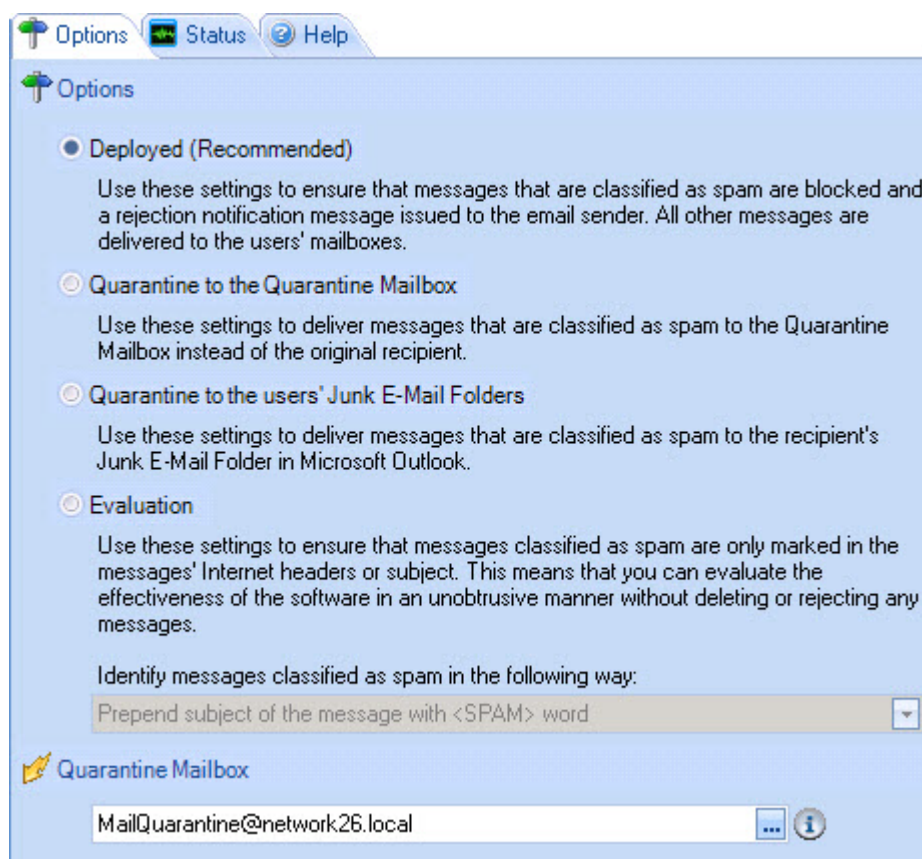 Options Status Help
Options
Deployed (Recommended)
Use these settings to ensure that messages that are classified as spam are blocked and
a rejection notification message issued to the email sender. All other messages are
delivered to the users' mailboxes.
Quarantine to the Quarantine Mailbox
Use these settings to deliver messages that are classified as spam to the Quarantine
Mailbox instead of the original recipient.
Quarantine to the users' Junk E-Mail Folders
Use these settings to deliver messages that are classified as spam to the recipient's
Junk E-Mail Folder in Microsoft Outlook.
Evaluation
Use these settings to ensure that messages classified as spam are only marked in the
messages' Internet headers or subject. This means that you can evaluate the
effectiveness of the software in an unobtrusive manner without deleting or rejecting any
messages.
Identify messages classified as spam in the following way:
Prepend subject of the message with <SPAM> word
Quarantine Mailbox
MailQuarantine@network26.local ...